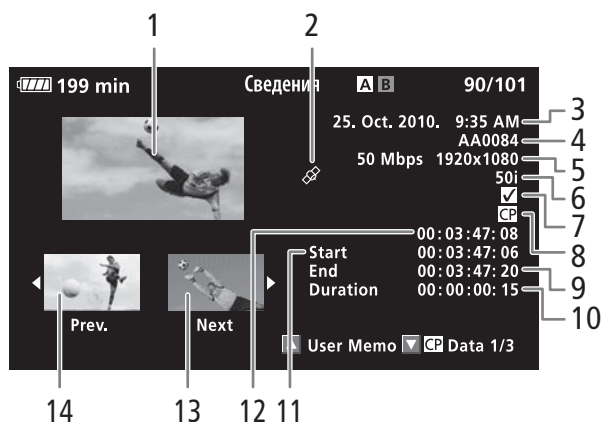 1 2
199 min Сведения A B 90/101
25. Oct. 2010. 9:35 AM 3
AA0084 4
50 Mbps 1920x1080 5
50i 6
7
CP 8
12 00:03:47:08
11 Start 00:03:47:06
End 00:03:47:20 9
Duration 00:00:00:15 10
Prev. Next
User Memo CP Data 1/3
14 13 12 11